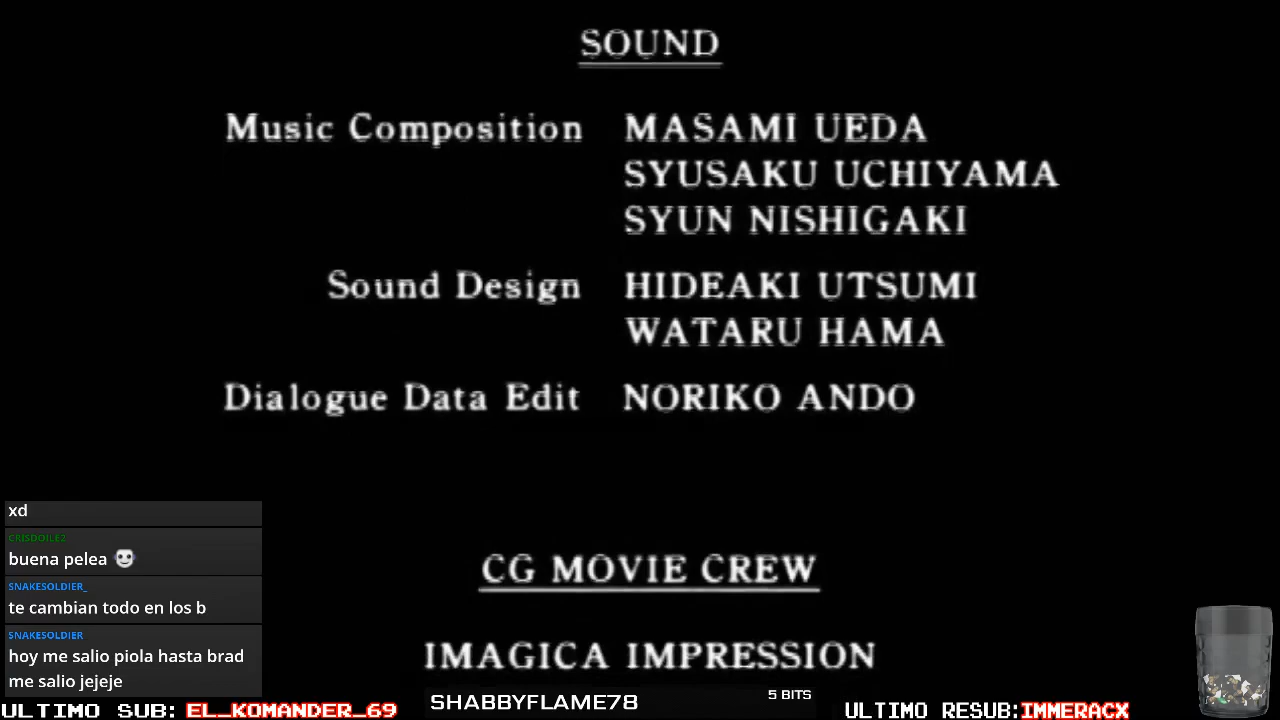 SOUND
Music Composition MASAMI UEDA
SYUSAKU UCHIYAMA
SYUN NISHIGAKI
Sound Design HIDEAKI UTSUMI
WATARU HAMA
Dialogue Data Edit NORIKO ANDO
CG MOVIE CREW
IMAGICA IMPRESSION
xd
CRISDOILE2
buena pelea
SNAKESOLDIER_
te cambian todo en los b
SNAKESOLDIER
hoy me salio piola hasta brad
me salio jejeje
SHABBYFLAME78 5 BITS
ULTIMO SUB: EL_KOMANDER_69
ULTIMO RESUB:IMMERACX